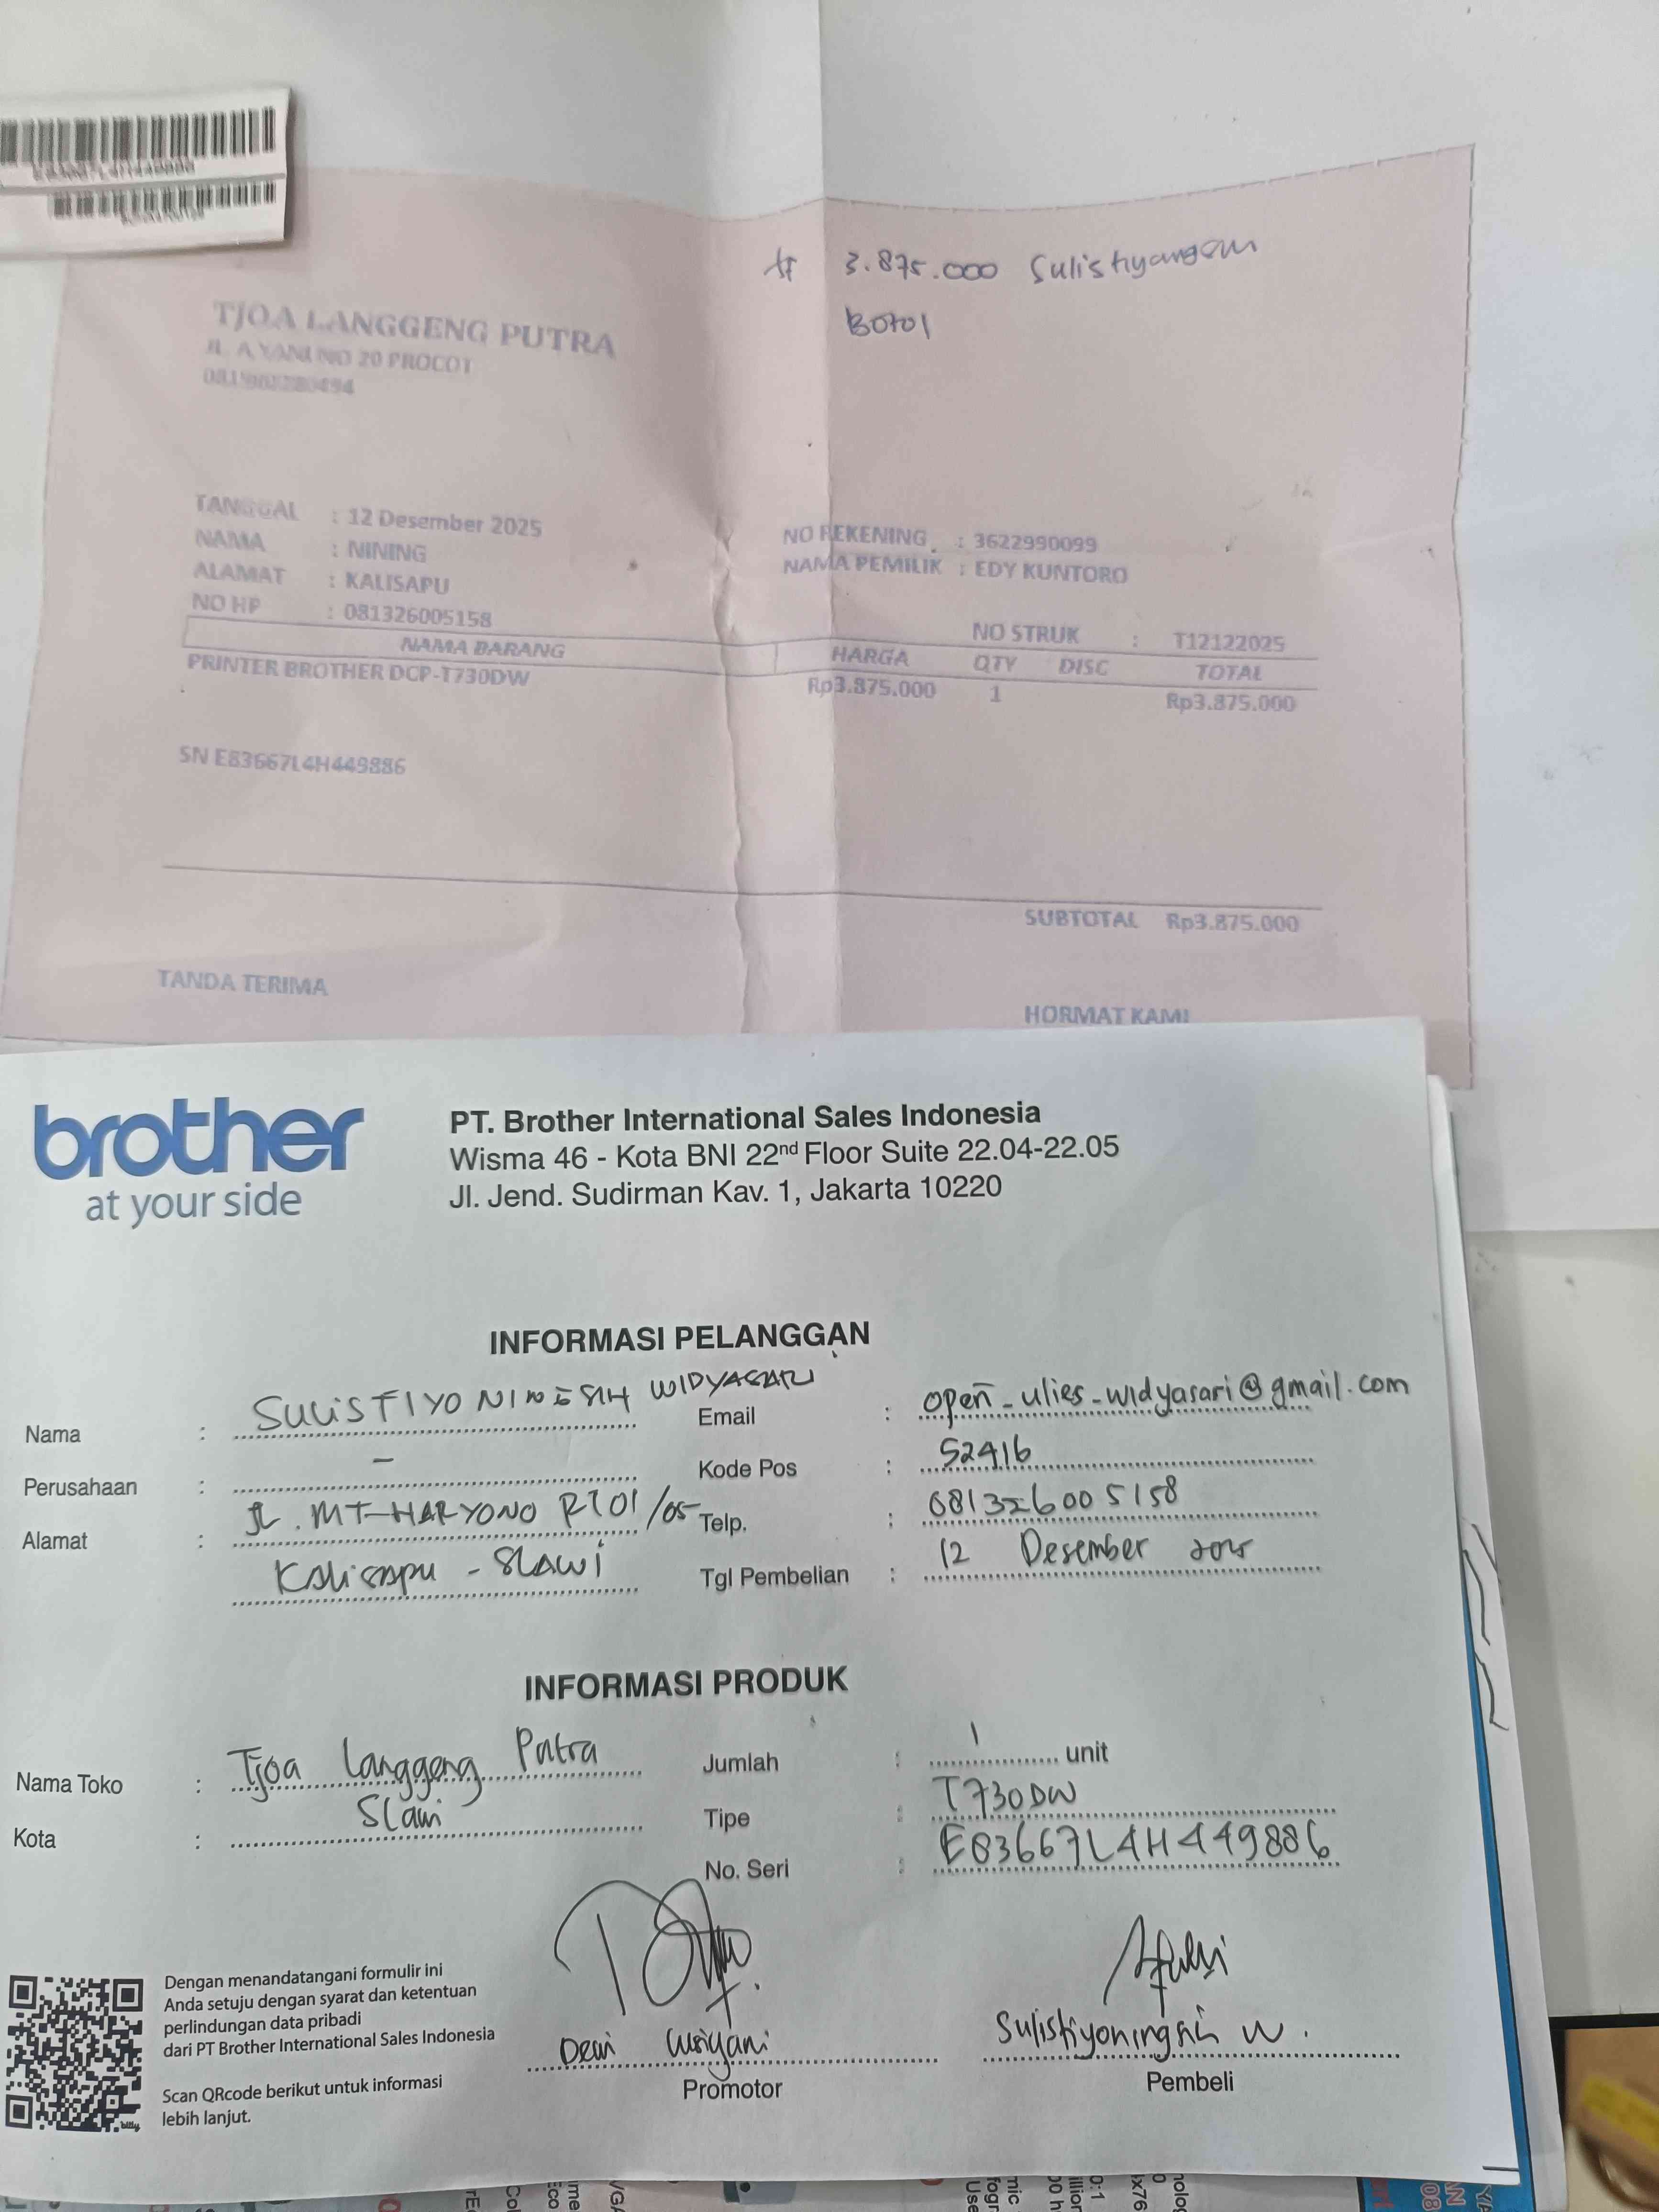 3.875.000 Sulistiyangsih
Botol
TJOA LANGGENG PUTRA
JL. A.YANI NO 20 PROCOT
TANGGAL : 12 Desember 2025
NAMA : NINING
ALAMAT : KALISAPU
NO HP : 081326005158
NO REKENING : 3622990099
NAMA PEMILIK : EDY KUNTORO
NO STRUK : T12122025
NAMA BARANG HARGA QTY DISC TOTAL
PRINTER BROTHER DCP-T730DW Rp3.875.000 1 Rp3.875.000
SN E83667L4H449886
SUBTOTAL Rp3.875.000
TANDA TERIMA
HORMAT KAMI
brother
at your side
PT. Brother International Sales Indonesia
Wisma 46 - Kota BNI 22nd Floor Suite 22.04-22.05
Jl. Jend. Sudirman Kav. 1, Jakarta 10220
INFORMASI PELANGGAN
Nama : SULISTIYONINGSIH WIDYASARI
Perusahaan : -
Alamat : JL. MT-HARYONO RT01/05
Kalisapu - SLAWI
Email : open_ulies_widyasari@gmail.com
Kode Pos : 52416
Telp. : 081326005158
Tgl Pembelian : 12 Desember 2025
INFORMASI PRODUK
Nama Toko : Tjoa Langgeng Putra
Kota : Slawi
Jumlah : 1 unit
Tipe : T730DW
No. Seri : E83667L4H449886
Dengan menandatangani formulir ini
Anda setuju dengan syarat dan ketentuan
perlindungan data pribadi
dari PT Brother International Sales Indonesia
Scan QRcode berikut untuk informasi
lebih lanjut.
Dewi Usriyani
Promotor
Sulistiyoningsih W.
Pembeli